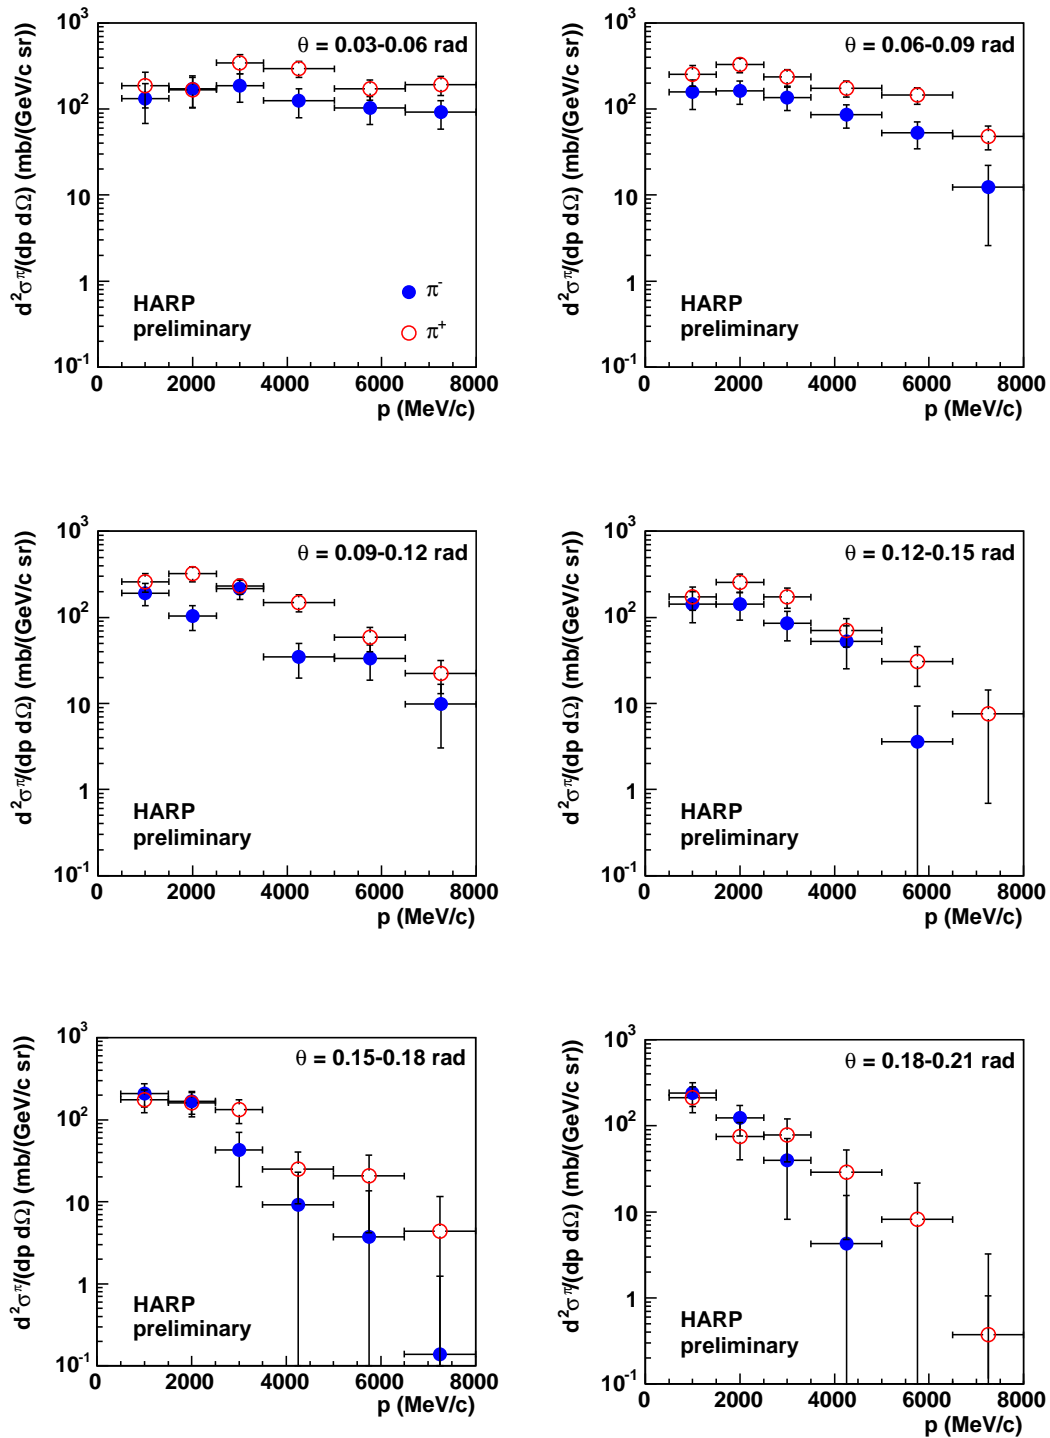 d²σ^π/(dp dΩ) (mb/(GeV/c sr))
10³
10²
10
1
10⁻¹
θ = 0.03-0.06 rad
π⁻
π⁺
HARP
preliminary
0 2000 4000 6000 8000
p (MeV/c)
d²σ^π/(dp dΩ) (mb/(GeV/c sr))
10³
10²
10
1
10⁻¹
θ = 0.06-0.09 rad
HARP
preliminary
0 2000 4000 6000 8000
p (MeV/c)
d²σ^π/(dp dΩ) (mb/(GeV/c sr))
10³
10²
10
1
10⁻¹
θ = 0.09-0.12 rad
HARP
preliminary
0 2000 4000 6000 8000
p (MeV/c)
d²σ^π/(dp dΩ) (mb/(GeV/c sr))
10³
10²
10
1
10⁻¹
θ = 0.12-0.15 rad
HARP
preliminary
0 2000 4000 6000 8000
p (MeV/c)
d²σ^π/(dp dΩ) (mb/(GeV/c sr))
10³
10²
10
1
10⁻¹
θ = 0.15-0.18 rad
HARP
preliminary
0 2000 4000 6000 8000
p (MeV/c)
d²σ^π/(dp dΩ) (mb/(GeV/c sr))
10³
10²
10
1
10⁻¹
θ = 0.18-0.21 rad
HARP
preliminary
0 2000 4000 6000 8000
p (MeV/c)